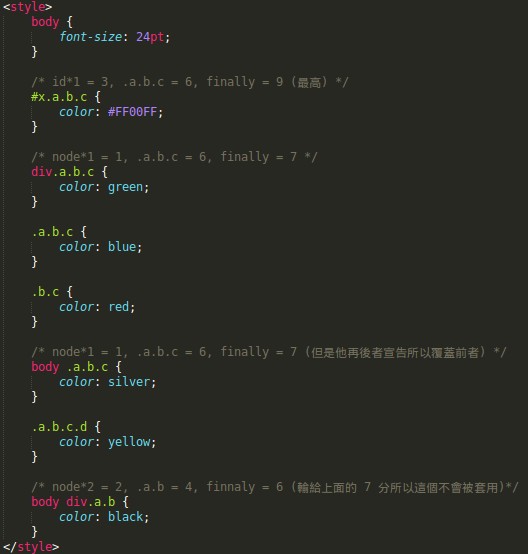 <style>
body {
font-size: 24pt;
}
/* id*1 = 3, .a.b.c = 6, finally = 9 (最高) */
#x.a.b.c {
color: #FF00FF;
}
/* node*1 = 1, .a.b.c = 6, finally = 7 */
div.a.b.c {
color: green;
}
.a.b.c {
color: blue;
}
.b.c {
color: red;
}
/* node*1 = 1, .a.b.c = 6, finally = 7 (但是他再後者宣告所以覆蓋前者) */
body .a.b.c {
color: silver;
}
.a.b.c.d {
color: yellow;
}
/* node*2 = 2, .a.b = 4, finnaly = 6 (輸給上面的 7 分所以這個不會被套用)*/
body div.a.b {
color: black;
}
</style>